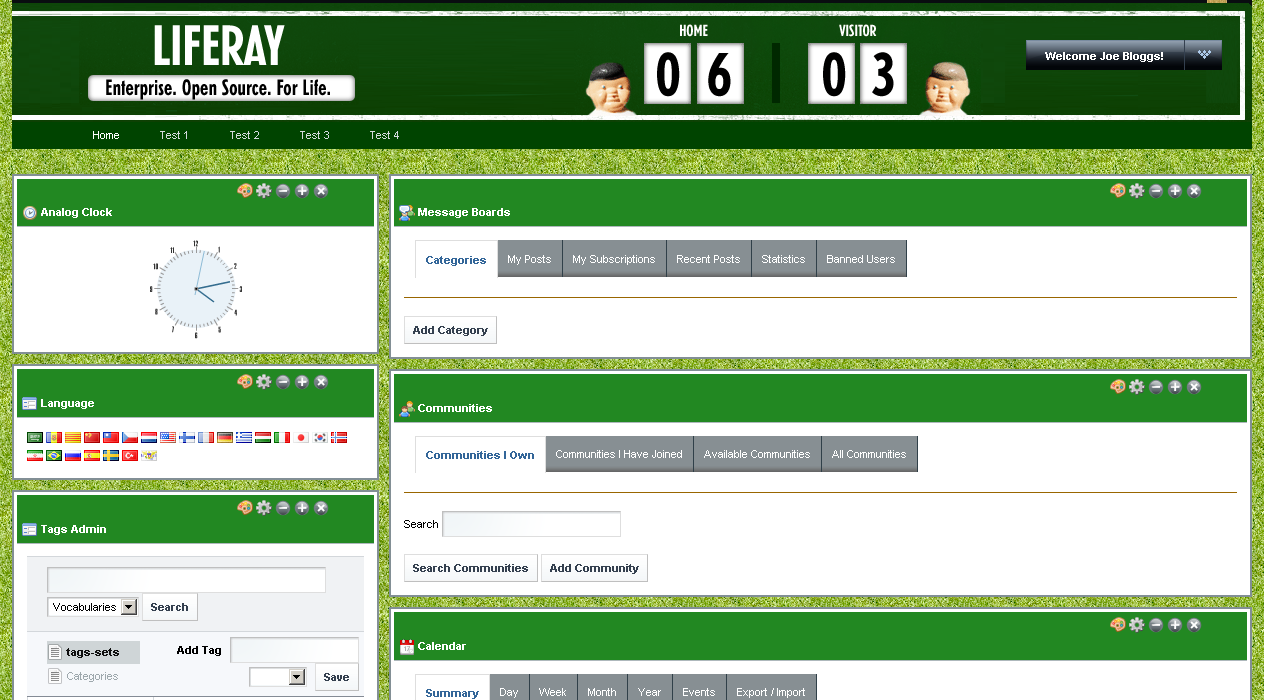 LIFERAY
Enterprise. Open Source. For Life.
HOME
VISITOR
06
03
Welcome Joe Bloggs!
Home Test 1 Test 2 Test 3 Test 4
Analog Clock
12
1
2
3
4
5
6
7
8
9
10
11
Language
Tags Admin
Vocabularies
Search
tags-sets
Add Tag
Categories
Save
Message Boards
Categories My Posts My Subscriptions Recent Posts Statistics Banned Users
Add Category
Communities
Communities I Own Communities I Have Joined Available Communities All Communities
Search
Search Communities Add Community
Calendar
Summary Day Week Month Year Events Export / Import